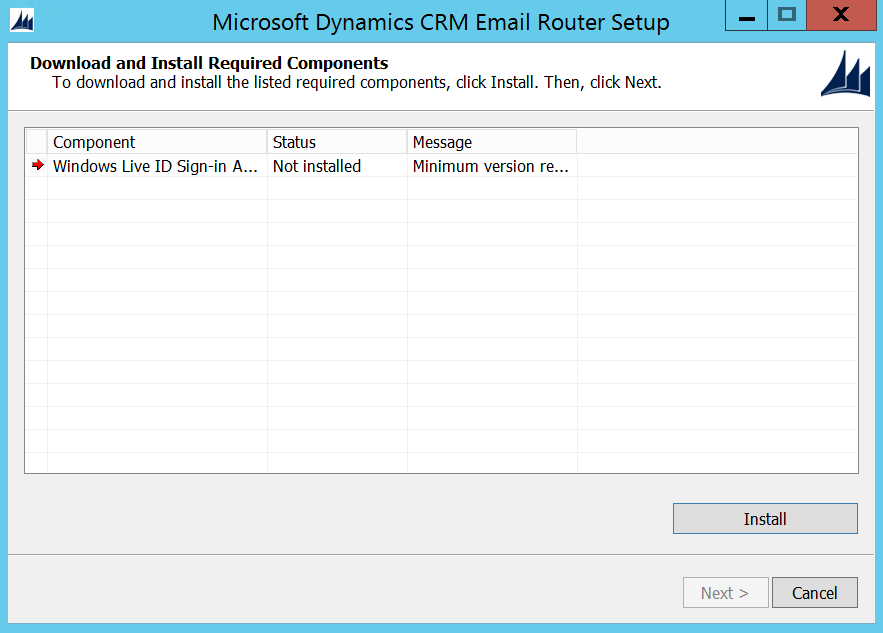 Microsoft Dynamics CRM Email Router Setup
Download and Install Required Components
To download and install the listed required components, click Install. Then, click Next.
Component Status Message
Windows Live ID Sign-in A... Not installed Minimum version re...
Install
Next > Cancel